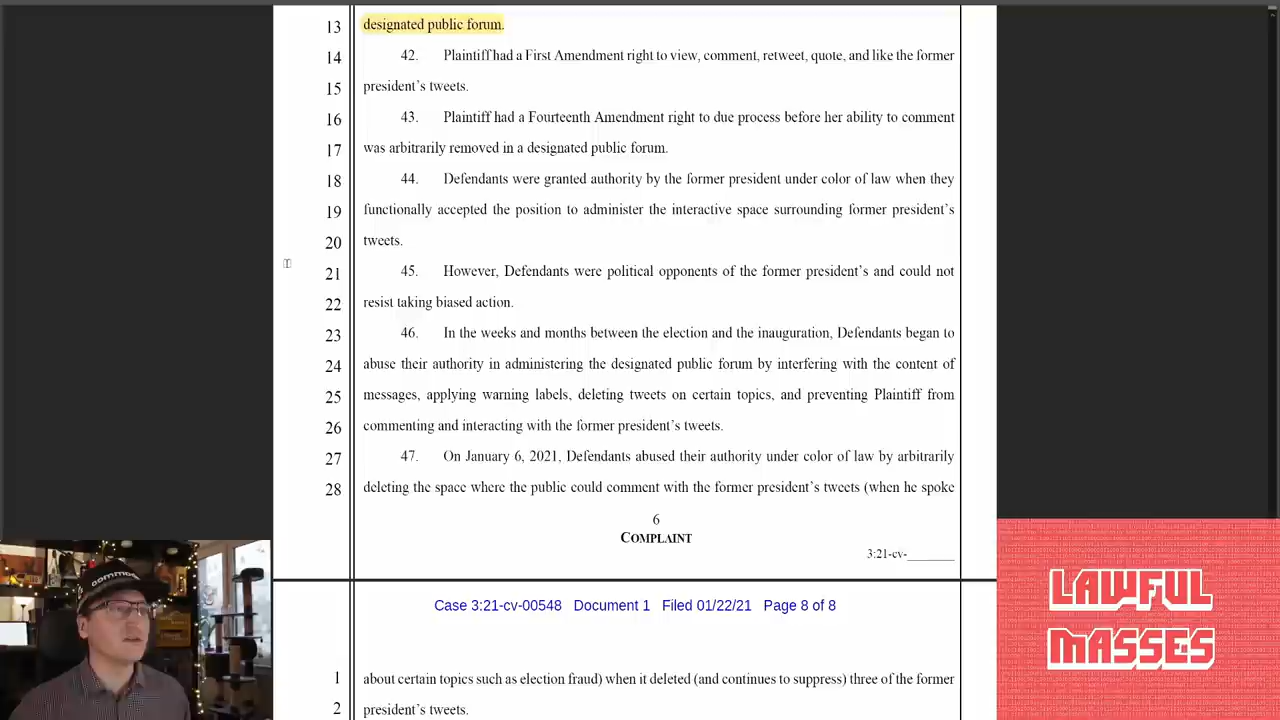 13 designated public forum.
14 42. Plaintiff had a First Amendment right to view, comment, retweet, quote, and like the former
15 president's tweets.
16 43. Plaintiff had a Fourteenth Amendment right to due process before her ability to comment
17 was arbitrarily removed in a designated public forum.
18 44. Defendants were granted authority by the former president under color of law when they
19 functionally accepted the position to administer the interactive space surrounding former president's
20 tweets.
21 45. However, Defendants were political opponents of the former president's and could not
22 resist taking biased action.
23 46. In the weeks and months between the election and the inauguration, Defendants began to
24 abuse their authority in administering the designated public forum by interfering with the content of
25 messages, applying warning labels, deleting tweets on certain topics, and preventing Plaintiff from
26 commenting and interacting with the former president's tweets.
27 47. On January 6, 2021, Defendants abused their authority under color of law by arbitrarily
28 deleting the space where the public could comment with the former president's tweets (when he spoke
6
COMPLAINT
3:21-cv-________
Case 3:21-cv-00548 Document 1 Filed 01/22/21 Page 8 of 8
1 about certain topics such as election fraud) when it deleted (and continues to suppress) three of the former
2 president's tweets.
LAWFUL
MASSES